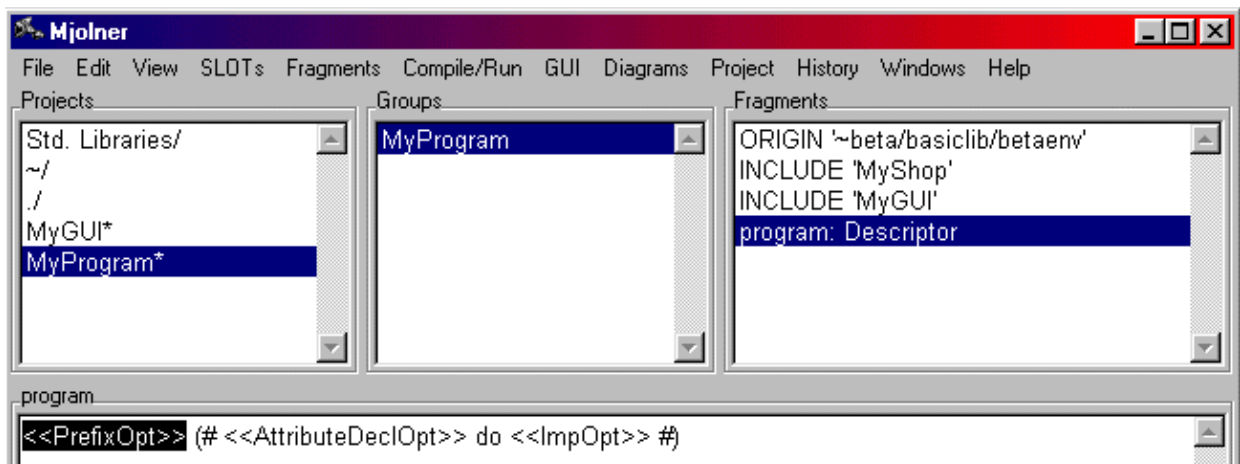 Mjolner
File Edit View SLOTs Fragments Compile/Run GUI Diagrams Project History Windows Help
Projects
Std. Libraries/
~/
./
MyGUI*
MyProgram*
Groups
MyProgram
Fragments
ORIGIN '~beta/basiclib/betaenv'
INCLUDE 'MyShop'
INCLUDE 'MyGUI'
program: Descriptor
program
<<PrefixOpt>> (# <<AttributeDeclOpt>> do <<ImpOpt>> #)